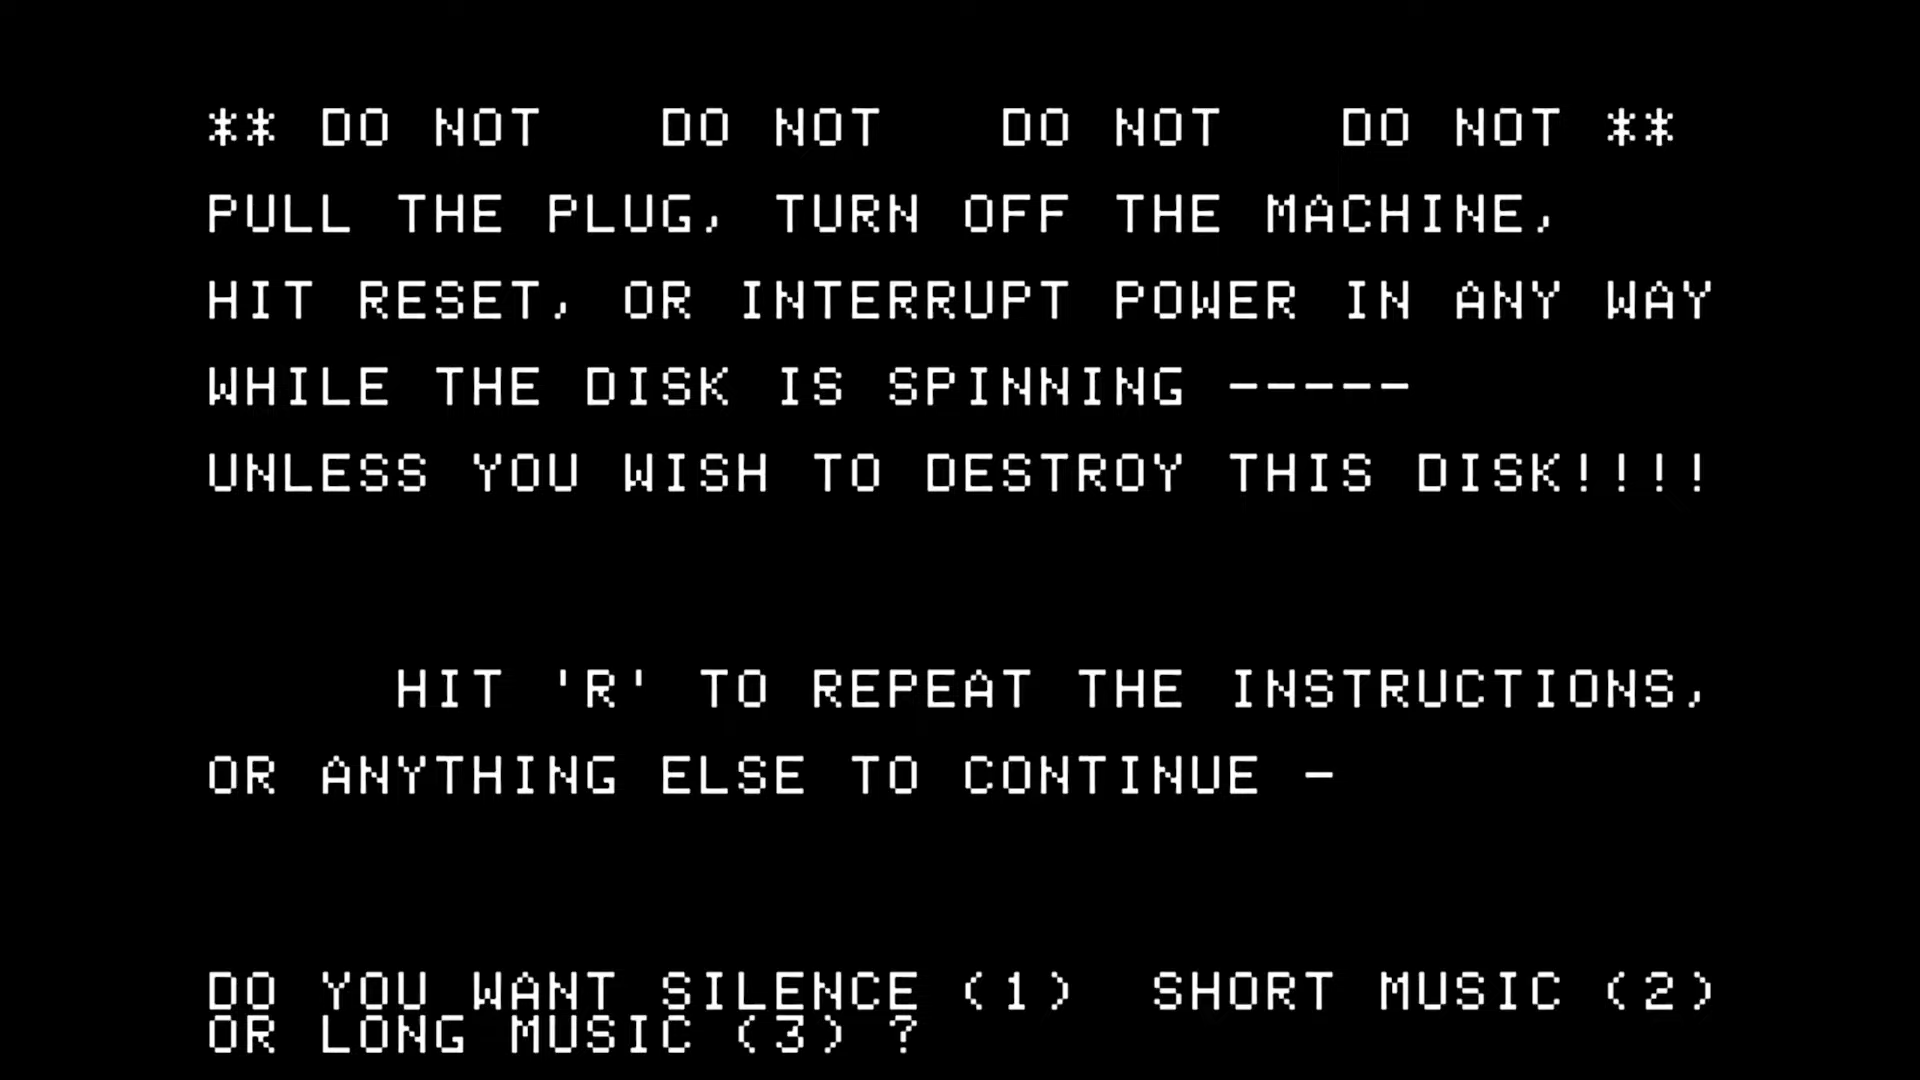 ** DO NOT   DO NOT   DO NOT   DO NOT **
PULL THE PLUG, TURN OFF THE MACHINE,
HIT RESET, OR INTERRUPT POWER IN ANY WAY
WHILE THE DISK IS SPINNING -----
UNLESS YOU WISH TO DESTROY THIS DISK!!!!
HIT 'R' TO REPEAT THE INSTRUCTIONS,
OR ANYTHING ELSE TO CONTINUE -
DO YOU WANT SILENCE (1)  SHORT MUSIC (2)
OR LONG MUSIC (3) ?